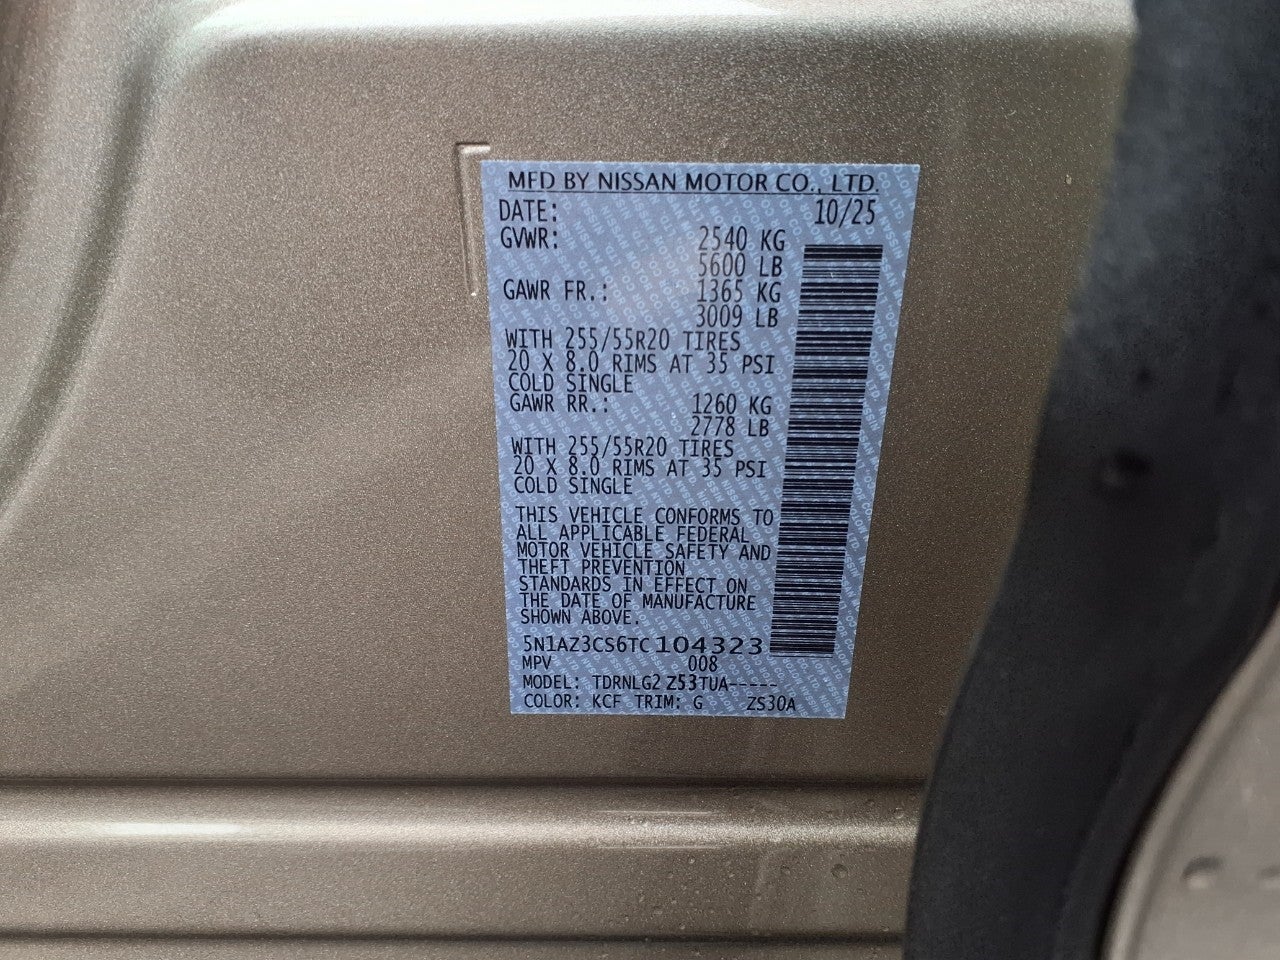 MFD BY NISSAN MOTOR CO., LTD.
DATE: 10/25
GVWR: 2540 KG
5600 LB
GAWR FR.: 1365 KG
3009 LB
WITH 255/55R20 TIRES
20 X 8.0 RIMS AT 35 PSI
COLD SINGLE
GAWR RR.: 1260 KG
2778 LB
WITH 255/55R20 TIRES
20 X 8.0 RIMS AT 35 PSI
COLD SINGLE
THIS VEHICLE CONFORMS TO
ALL APPLICABLE FEDERAL
MOTOR VEHICLE SAFETY AND
THEFT PREVENTION
STANDARDS IN EFFECT ON
THE DATE OF MANUFACTURE
SHOWN ABOVE.
5N1AZ3CS6TC104323
MPV 008
MODEL: TDRNLG2 Z53TUA-----
COLOR: KCF TRIM: G ZS30A